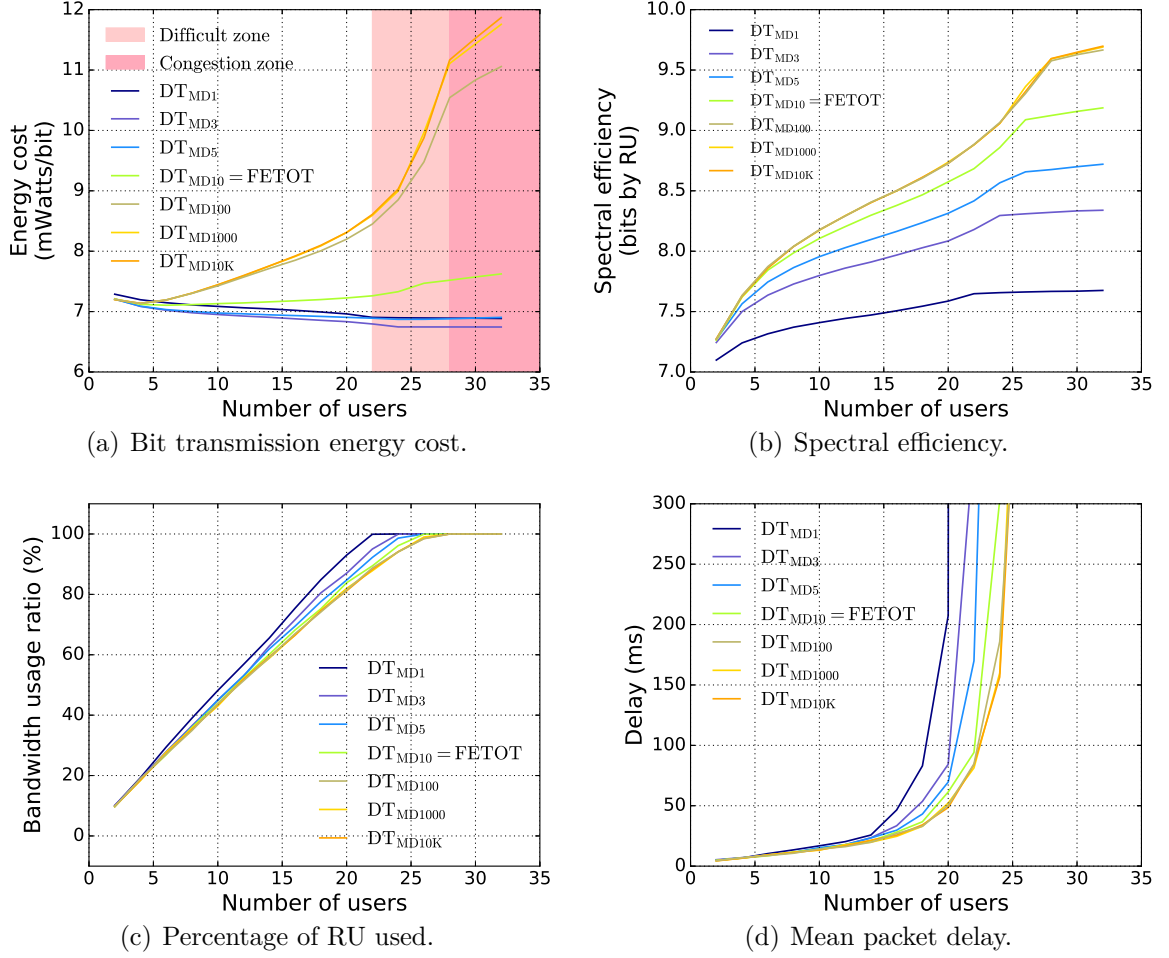 12
11
10
9
8
7
6
Energy cost
(mWatts/bit)
Difficult zone
Congestion zone
DT_MD1
DT_MD3
DT_MD5
DT_MD10 = FETOT
DT_MD100
DT_MD1000
DT_MD10K
0 5 10 15 20 25 30 35
Number of users
(a) Bit transmission energy cost.
10.0
9.5
9.0
8.5
8.0
7.5
7.0
Spectral efficiency
(bits by RU)
DT_MD1
DT_MD3
DT_MD5
DT_MD10 = FETOT
DT_MD100
DT_MD1000
DT_MD10K
0 5 10 15 20 25 30 35
Number of users
(b) Spectral efficiency.
100
80
60
40
20
0
Bandwidth usage ratio (%)
DT_MD1
DT_MD3
DT_MD5
DT_MD10 = FETOT
DT_MD100
DT_MD1000
DT_MD10K
0 5 10 15 20 25 30 35
Number of users
(c) Percentage of RU used.
300
250
200
150
100
50
0
Delay (ms)
DT_MD1
DT_MD3
DT_MD5
DT_MD10 = FETOT
DT_MD100
DT_MD1000
DT_MD10K
0 5 10 15 20 25 30 35
Number of users
(d) Mean packet delay.